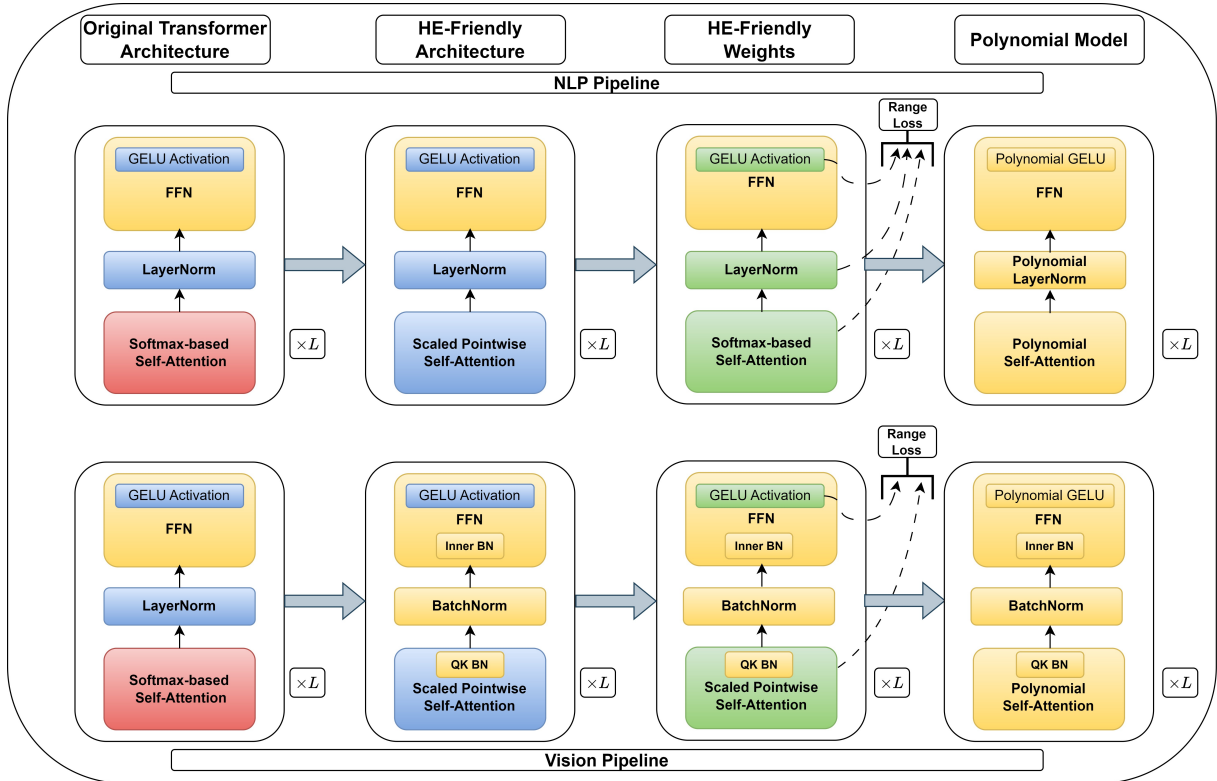 Original Transformer
Architecture
HE-Friendly
Architecture
HE-Friendly
Weights
Polynomial Model
NLP Pipeline
GELU Activation
FFN
LayerNorm
Softmax-based
Self-Attention
×L
GELU Activation
FFN
LayerNorm
Scaled Pointwise
Self-Attention
×L
Range
Loss
GELU Activation
FFN
LayerNorm
Softmax-based
Self-Attention
×L
Polynomial GELU
FFN
Polynomial
LayerNorm
Polynomial
Self-Attention
×L
GELU Activation
FFN
LayerNorm
Softmax-based
Self-Attention
×L
GELU Activation
FFN
Inner BN
BatchNorm
QK BN
Scaled Pointwise
Self-Attention
×L
Range
Loss
GELU Activation
FFN
Inner BN
BatchNorm
QK BN
Scaled Pointwise
Self-Attention
×L
Polynomial GELU
FFN
Inner BN
BatchNorm
QK BN
Polynomial
Self-Attention
×L
Vision Pipeline